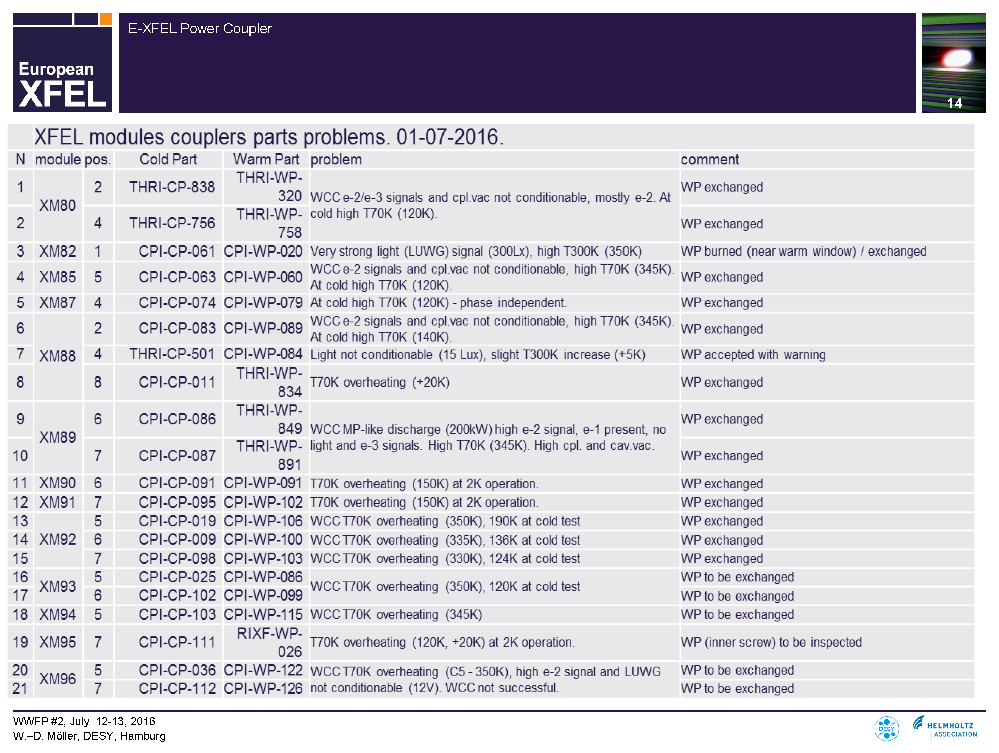 E-XFEL Power Coupler
European
XFEL
14
XFEL modules couplers parts problems. 01-07-2016.
N module pos. Cold Part Warm Part problem comment
1 XM80 2 THRI-CP-838 THRI-WP-320 WCC e-2/e-3 signals and cpl.vac not conditionable, mostly e-2. At cold high T70K (120K). WP exchanged
2 4 THRI-CP-756 THRI-WP-758 WP exchanged
3 XM82 1 CPI-CP-061 CPI-WP-020 Very strong light (LUWG) signal (300Lx), high T300K (350K) WP burned (near warm window) / exchanged
4 XM85 5 CPI-CP-063 CPI-WP-060 WCC e-2 signals and cpl.vac not conditionable, high T70K (345K). At cold high T70K (120K). WP exchanged
5 XM87 4 CPI-CP-074 CPI-WP-079 At cold high T70K (120K) - phase independent. WP exchanged
6 XM88 2 CPI-CP-083 CPI-WP-089 WCC e-2 signals and cpl.vac not conditionable, high T70K (345K). At cold high T70K (140K). WP exchanged
7 4 THRI-CP-501 CPI-WP-084 Light not conditionable (15 Lux), slight T300K increase (+5K) WP accepted with warning
8 8 CPI-CP-011 THRI-WP-834 T70K overheating (+20K) WP exchanged
9 XM89 6 CPI-CP-086 THRI-WP-849 WCC MP-like discharge (200kW) high e-2 signal, e-1 present, no light and e-3 signals. High T70K (345K). High cpl. and cav.vac. WP exchanged
10 7 CPI-CP-087 THRI-WP-891 WP exchanged
11 XM90 6 CPI-CP-091 CPI-WP-091 T70K overheating (150K) at 2K operation. WP exchanged
12 XM91 7 CPI-CP-095 CPI-WP-102 T70K overheating (150K) at 2K operation. WP exchanged
13 XM92 5 CPI-CP-019 CPI-WP-106 WCC T70K overheating (350K), 190K at cold test WP exchanged
14 6 CPI-CP-009 CPI-WP-100 WCC T70K overheating (335K), 136K at cold test WP exchanged
15 7 CPI-CP-098 CPI-WP-103 WCC T70K overheating (330K), 124K at cold test WP exchanged
16 XM93 5 CPI-CP-025 CPI-WP-086 WCC T70K overheating (350K), 120K at cold test WP to be exchanged
17 6 CPI-CP-102 CPI-WP-099 WP to be exchanged
18 XM94 5 CPI-CP-103 CPI-WP-115 WCC T70K overheating (345K) WP to be exchanged
19 XM95 7 CPI-CP-111 RIXF-WP-026 T70K overheating (120K, +20K) at 2K operation. WP (inner screw) to be inspected
20 XM96 5 CPI-CP-036 CPI-WP-122 WCC T70K overheating (C5 - 350K), high e-2 signal and LUWG not conditionable (12V). WCC not successful. WP to be exchanged
21 7 CPI-CP-112 CPI-WP-126 WP to be exchanged
WWFP #2, July 12-13, 2016
W.–D. Möller, DESY, Hamburg
DESY
HELMHOLTZ
ASSOCIATION